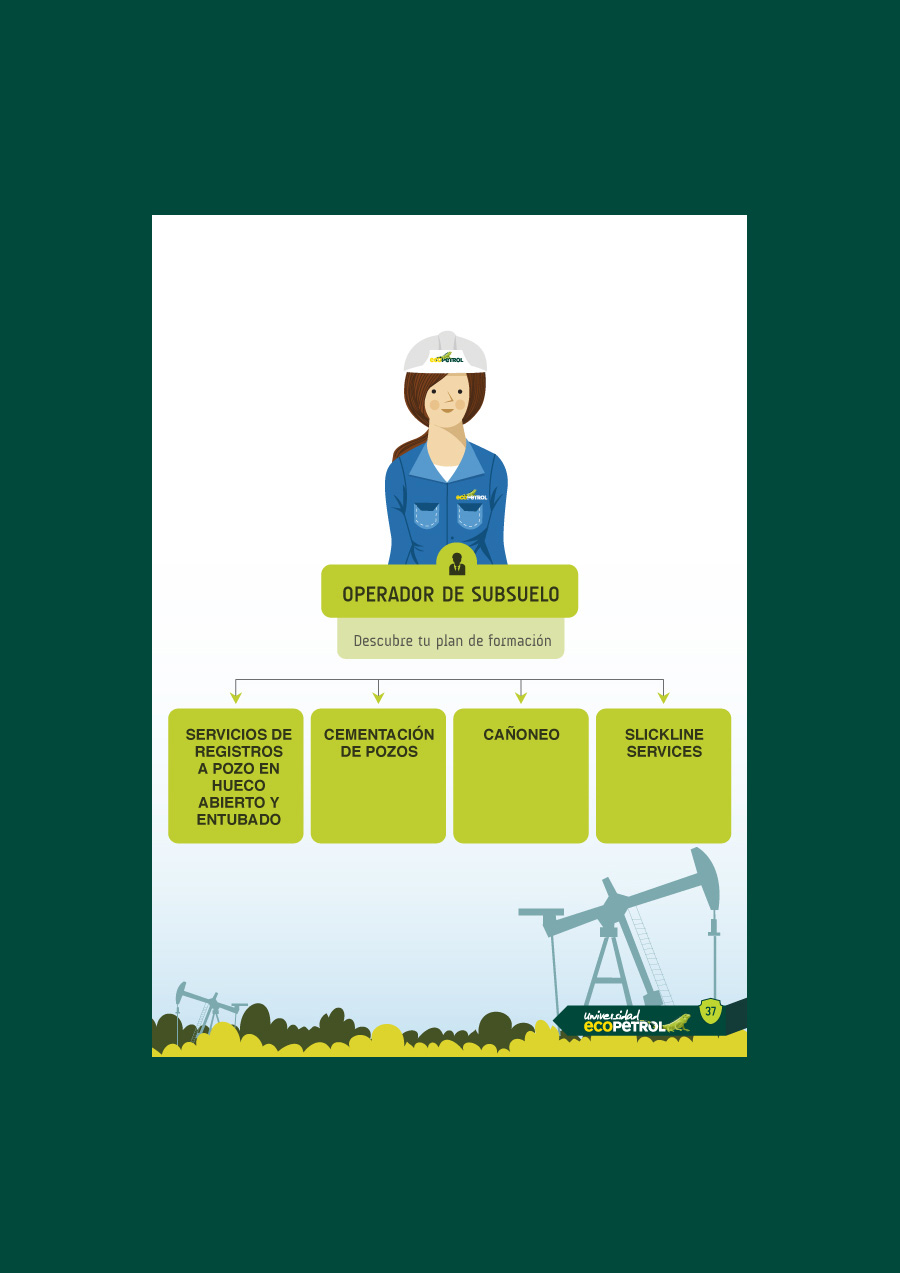 ecoPETROL
ecoPETROL
OPERADOR DE SUBSUELO
Descubre tu plan de formación
SERVICIOS DE
REGISTROS
A POZO EN
HUECO
ABIERTO Y
ENTUBADO
CEMENTACIÓN
DE POZOS
CAÑONEO
SLICKLINE
SERVICES
universidad
ecoPETROL
37